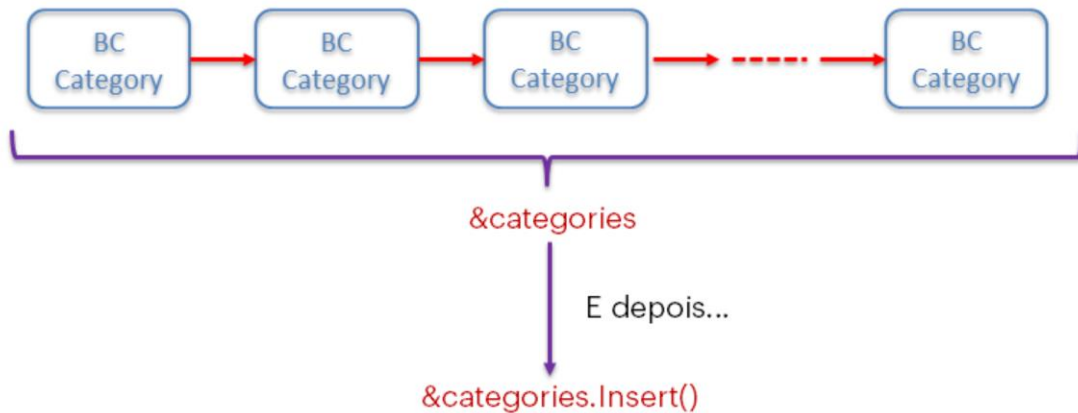 BC
Category
BC
Category
BC
Category
BC
Category
&categories
E depois...
&categories.Insert()